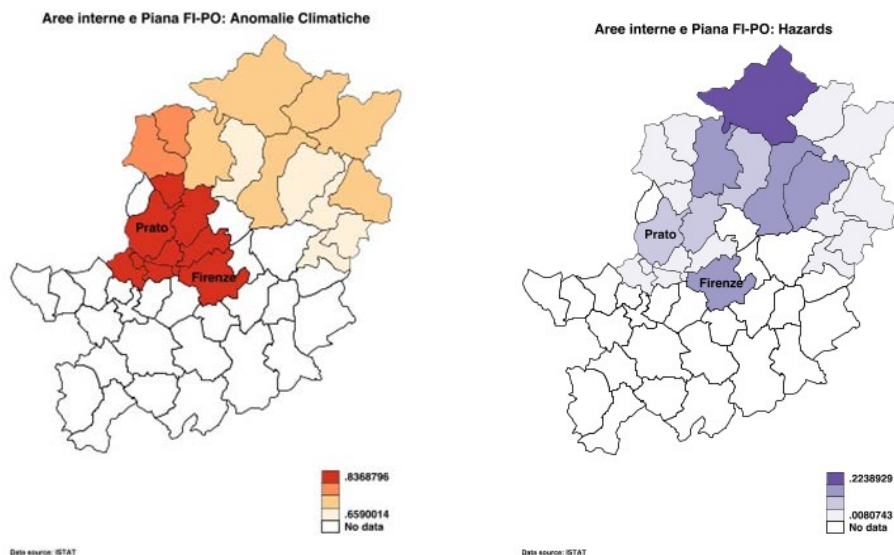 Aree interne e Piana FI-PO: Anomalie Climatiche
Prato
Firenze
.8368796
.6590014
No data
Data source: ISTAT
Aree interne e Piana FI-PO: Hazards
Prato
Firenze
.2238929
.0080743
No data
Data source: ISTAT